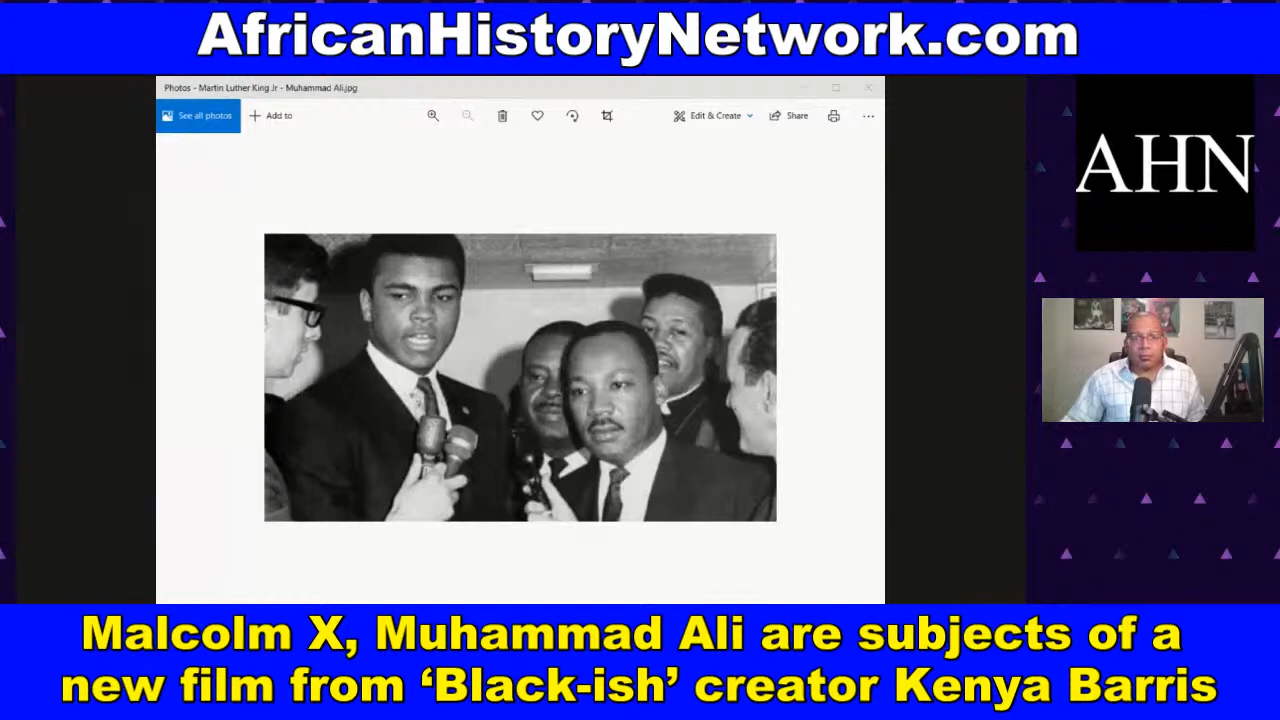 AfricanHistoryNetwork.com
Photos - Martin Luther King Jr - Muhammad Ali.jpg
See all photos
Add to
Edit & Create
Share
AHN
Malcolm X, Muhammad Ali are subjects of a
new film from ‘Black-ish’ creator Kenya Barris